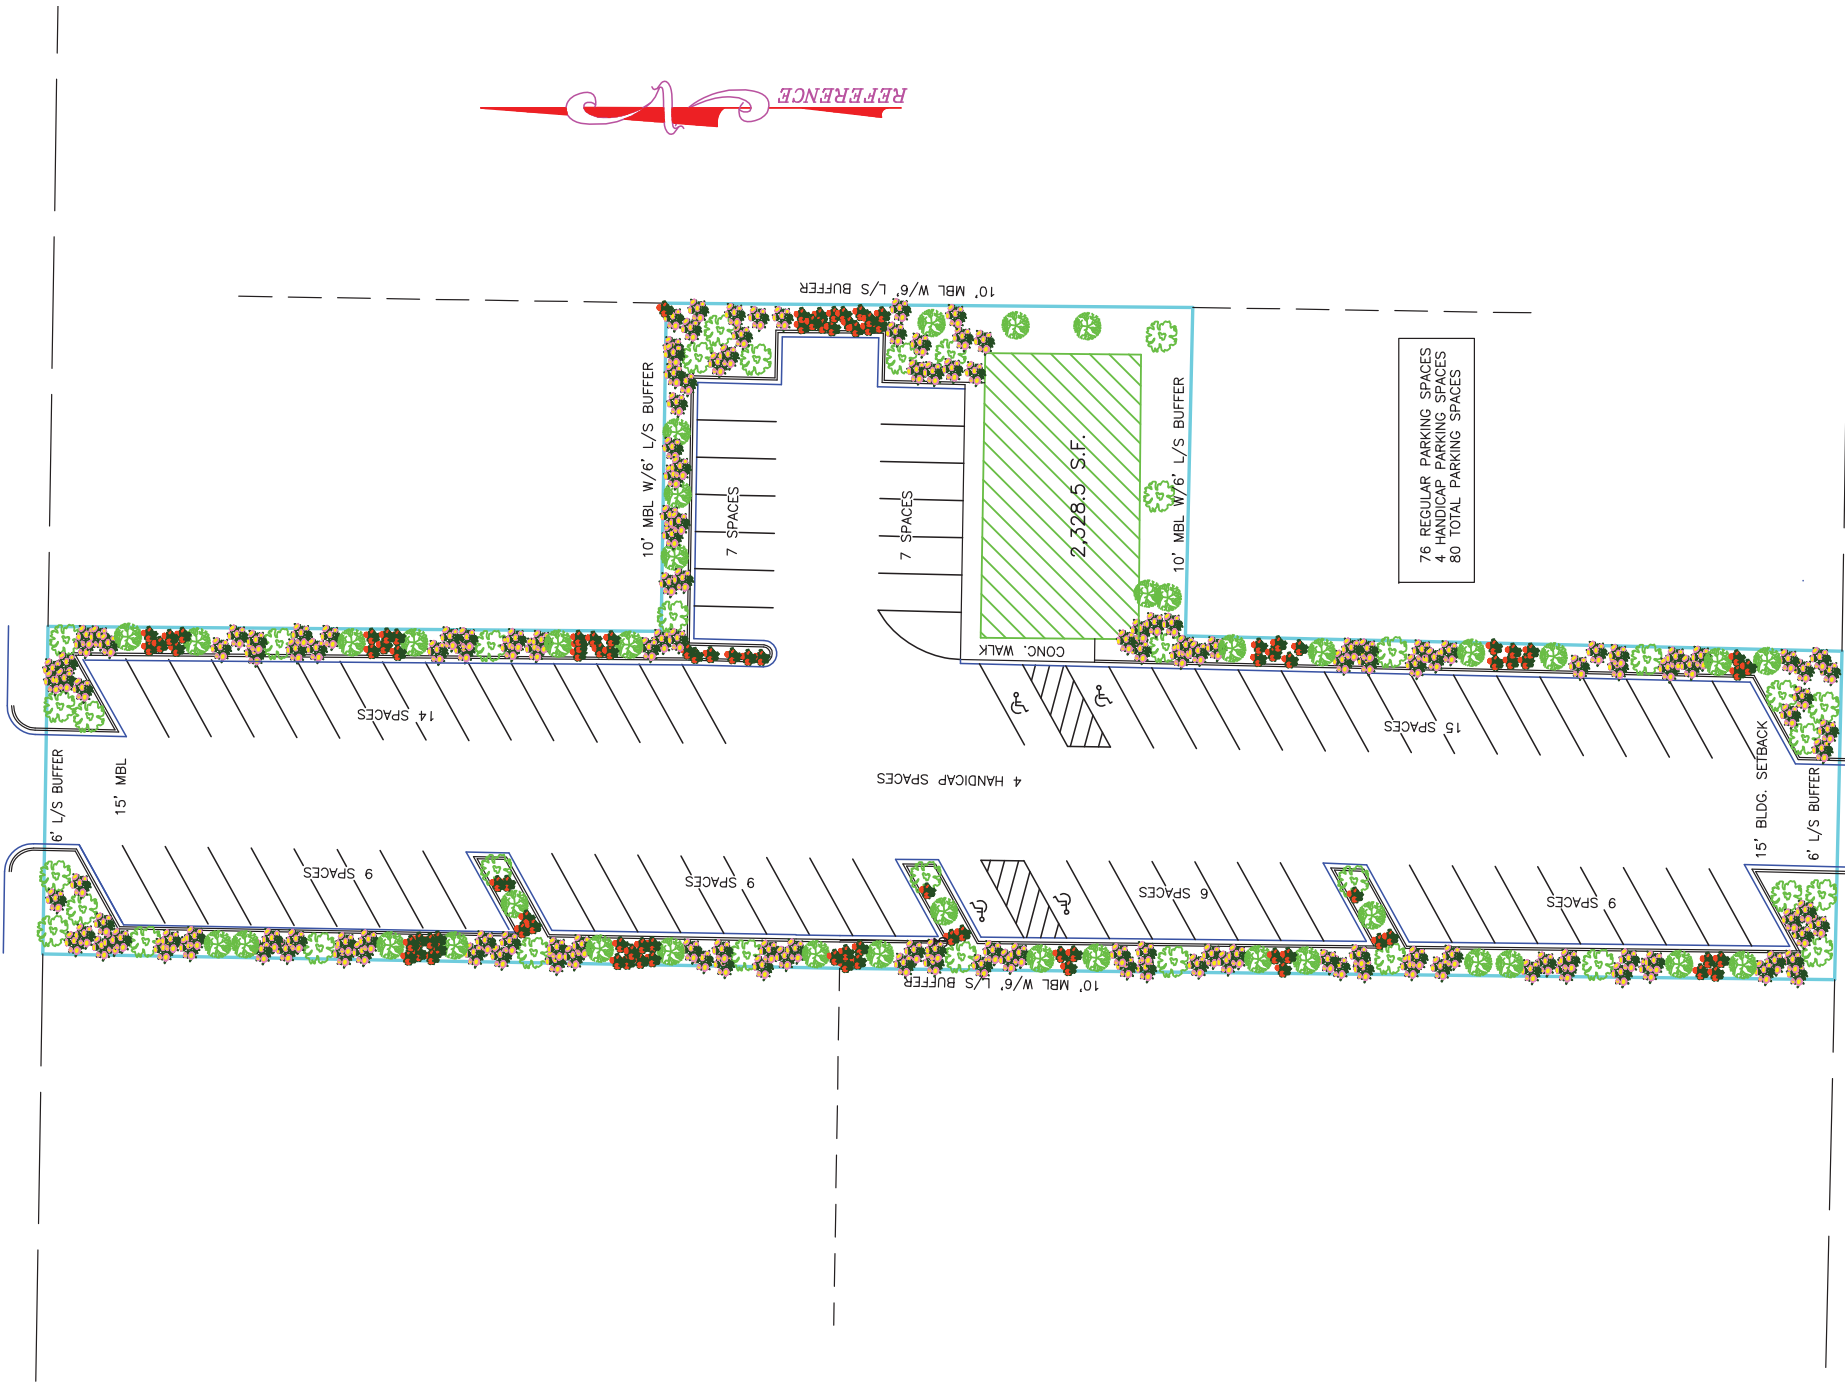 REFERENCE
10' MBL W/6' L/S BUFFER
10' MBL W/6' L/S BUFFER
7 SPACES
7 SPACES
2,328.5 S.F.
10' MBL W/6' L/S BUFFER
76 REGULAR PARKING SPACES
4 HANDICAP PARKING SPACES
80 TOTAL PARKING SPACES
CONC. WALK
14 SPACES
15 SPACES
6' L/S BUFFER
15' MBL
4 HANDICAP SPACES
15' BLDG. SETBACK
6' L/S BUFFER
9 SPACES
9 SPACES
6 SPACES
9 SPACES
10' MBL W/6' L/S BUFFER